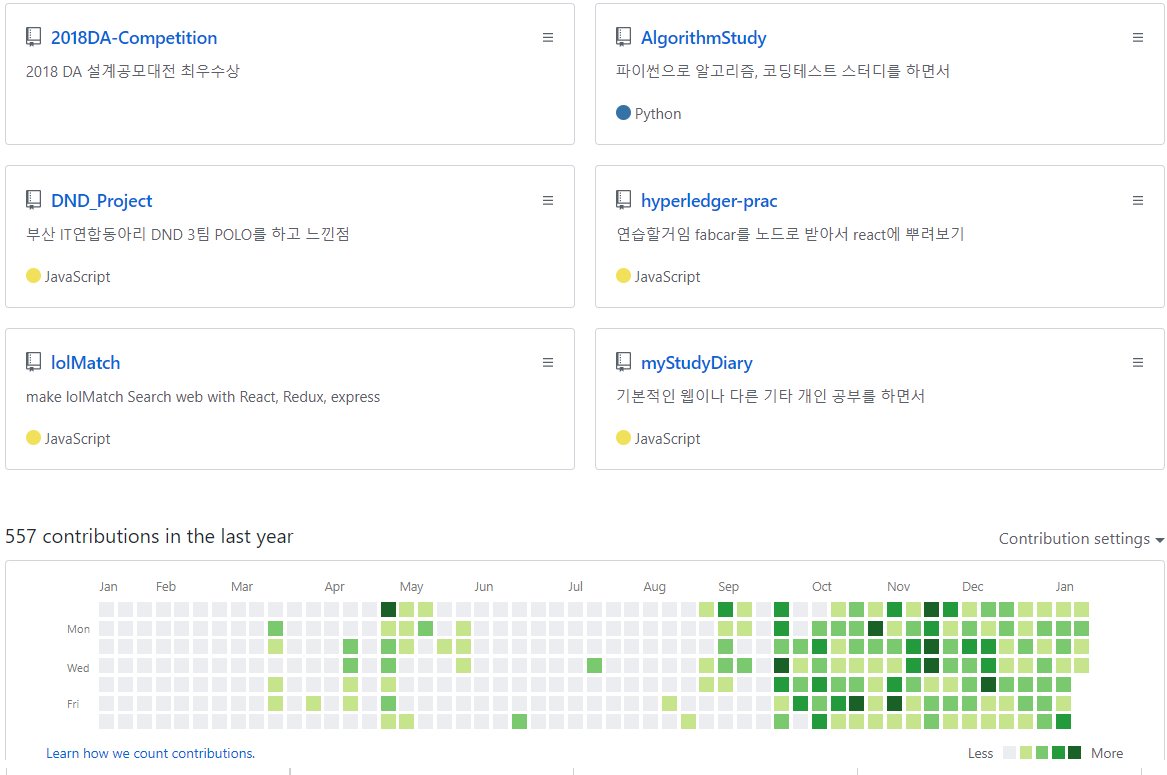 2018DA-Competition
2018 DA 설계공모대전 최우수상
AlgorithmStudy
파이썬으로 알고리즘, 코딩테스트 스터디를 하면서
Python
DND_Project
부산 IT연합동아리 DND 3팀 POLO를 하고 느낀점
JavaScript
hyperledger-prac
연습할거임 fabcar를 노드로 받아서 react에 뿌려보기
JavaScript
lolMatch
make lolMatch Search web with React, Redux, express
JavaScript
myStudyDiary
기본적인 웹이나 다른 기타 개인 공부를 하면서
JavaScript
557 contributions in the last year
Contribution settings
Jan Feb Mar Apr May Jun Jul Aug Sep Oct Nov Dec Jan
Mon
Wed
Fri
Learn how we count contributions.
Less More